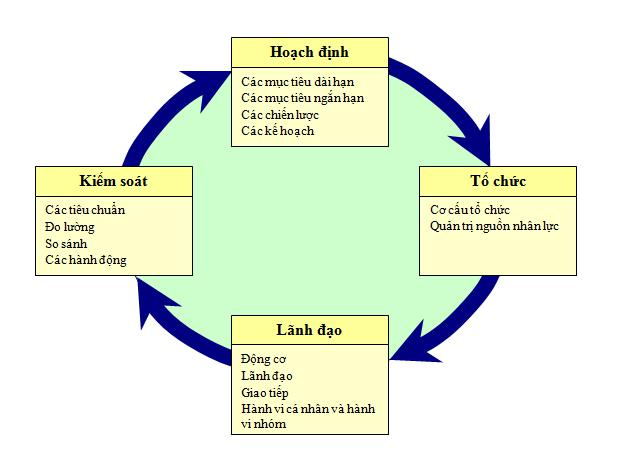 Hoạch định
Các mục tiêu dài hạn
Các mục tiêu ngắn hạn
Các chiến lược
Các kế hoạch
Tổ chức
Cơ cấu tổ chức
Quản trị nguồn nhân lực
Lãnh đạo
Động cơ
Lãnh đạo
Giao tiếp
Hành vi cá nhân và hành
vi nhóm
Kiểm soát
Các tiêu chuẩn
Đo lường
So sánh
Các hành động